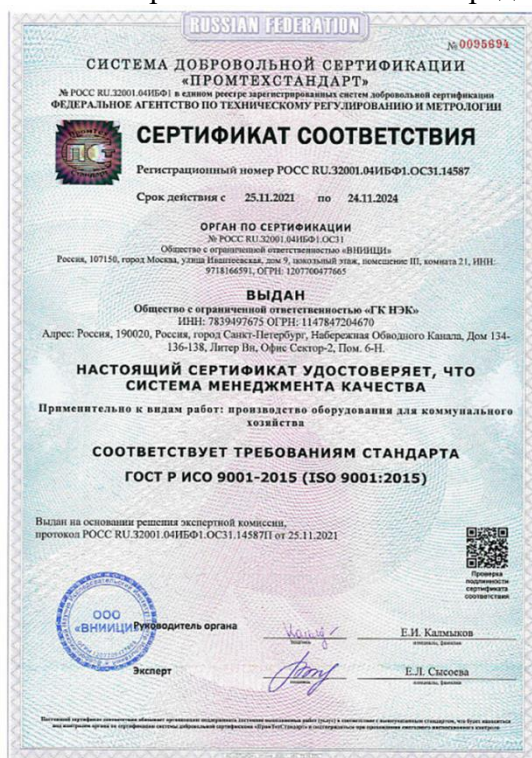 RUSSIAN FEDERATION
№ 0095694
СИСТЕМА ДОБРОВОЛЬНОЙ СЕРТИФИКАЦИИ
«ПРОМТЕХСТАНДАРТ»
№ РОСС RU.32001.04ИБФ1 в едином реестре зарегистрированных систем добровольной сертификации
ФЕДЕРАЛЬНОЕ АГЕНТСТВО ПО ТЕХНИЧЕСКОМУ РЕГУЛИРОВАНИЮ И МЕТРОЛОГИИ
СЕРТИФИКАТ СООТВЕТСТВИЯ
Регистрационный номер РОСС RU.32001.04ИБФ1.ОС31.14587
Срок действия с 25.11.2021 по 24.11.2024
ОРГАН ПО СЕРТИФИКАЦИИ
№ РОСС RU.32001.04ИБФ1.ОС31
Общество с ограниченной ответственностью «ВНИИЦИ»
Россия, 107150, город Москва, улица Ивантеевская, дом 9, цокольный этаж, помещение III, комната 21, ИНН:
9718166591, ОГРН: 1207700477665
ВЫДАН
Общество с ограниченной ответственностью «ГК НЭК»
ИНН: 7839497675 ОГРН: 1147847204670
Адрес: Россия, 190020, Россия, город Санкт-Петербург, Набережная Обводного Канала, Дом 134-
136-138, Литер Вн, Офис Сектор-2, Пом. 6-Н.
НАСТОЯЩИЙ СЕРТИФИКАТ УДОСТОВЕРЯЕТ, ЧТО
СИСТЕМА МЕНЕДЖМЕНТА КАЧЕСТВА
Применительно к видам работ: производство оборудования для коммунального
хозяйства
СООТВЕТСТВУЕТ ТРЕБОВАНИЯМ СТАНДАРТА
ГОСТ Р ИСО 9001-2015 (ISO 9001:2015)
Выдан на основании решения экспертной комиссии,
протокол РОСС RU.32001.04ИБФ1.ОС31.14587П от 25.11.2021
Проверка
подлинности
сертификата
соответствия
ООО
«ВНИИЦИ»
Руководитель органа
Е.И. Калмыков
Эксперт
Е.Л. Сысоева